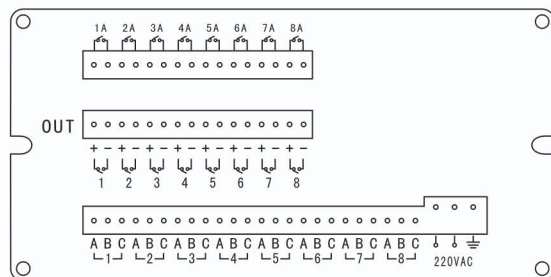 1A 2A 3A 4A 5A 6A 7A 8A
OUT
+ - + - + - + - + - + - + - + -
1 2 3 4 5 6 7 8
A B C A B C A B C A B C A B C A B C A B C A B C
1 2 3 4 5 6 7 8
220VAC